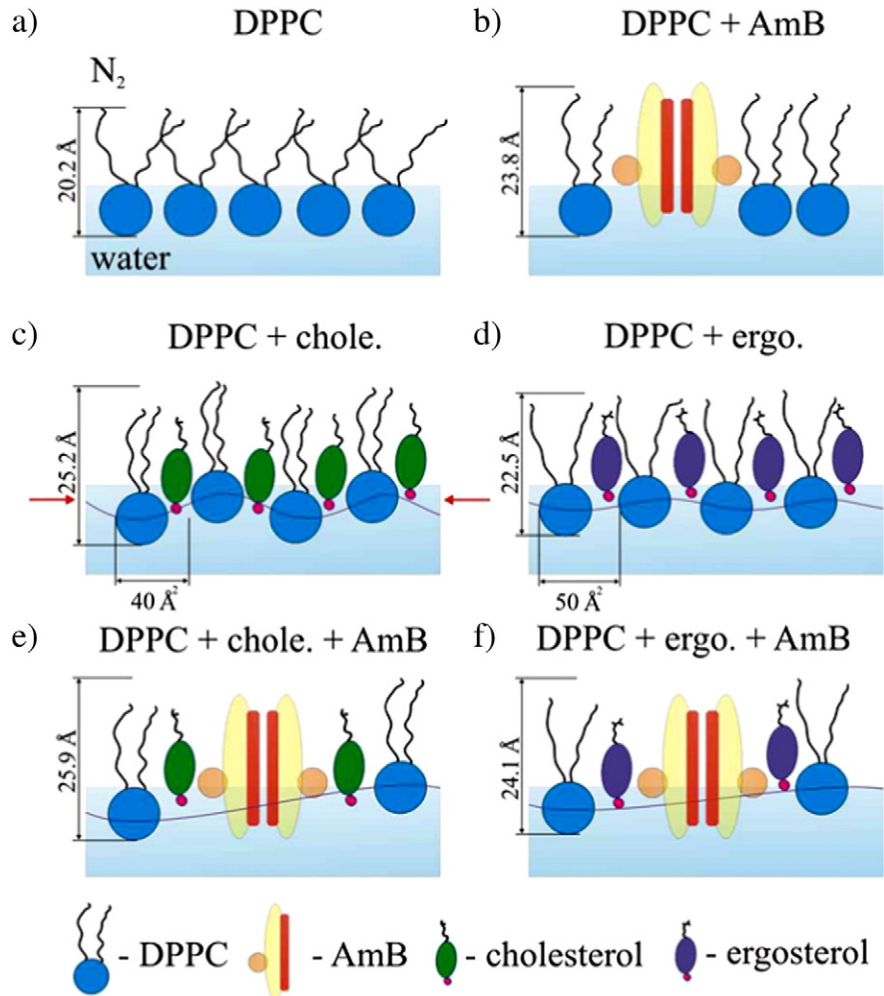 a) DPPC
b) DPPC + AmB
N₂
20.2 Å
water
23.8 Å
c) DPPC + chole.
d) DPPC + ergo.
25.2 Å
40 Å²
22.5 Å
50 Å²
e) DPPC + chole. + AmB
f) DPPC + ergo. + AmB
25.9 Å
24.1 Å
- DPPC - AmB - cholesterol - ergosterol